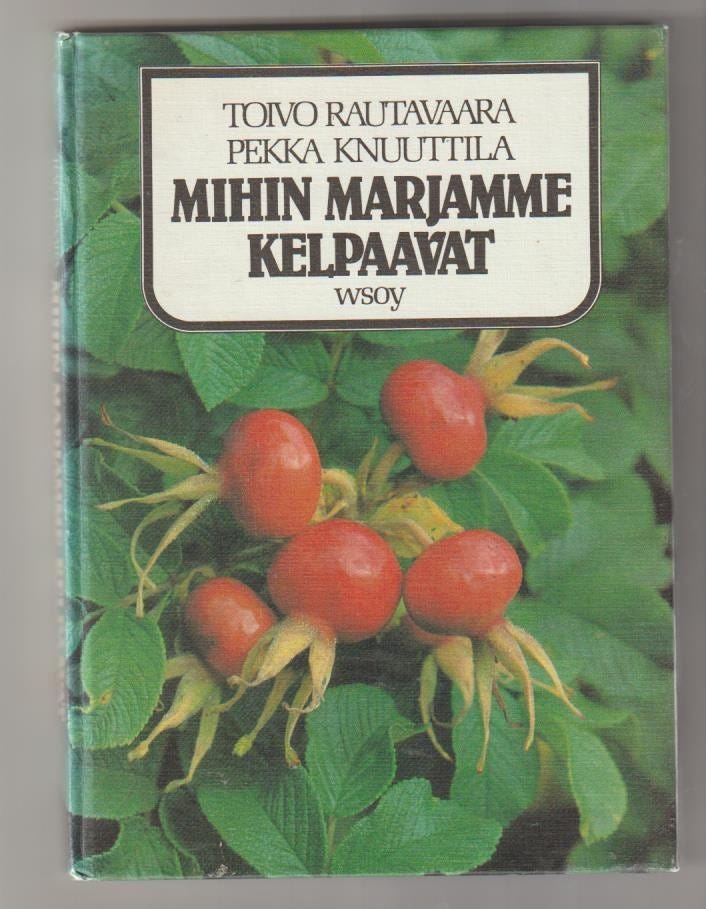 TOIVO RAUTAVAARA
PEKKA KNUUTTILA
MIHIN MARJAMME
KELPAAVAT
wsoy